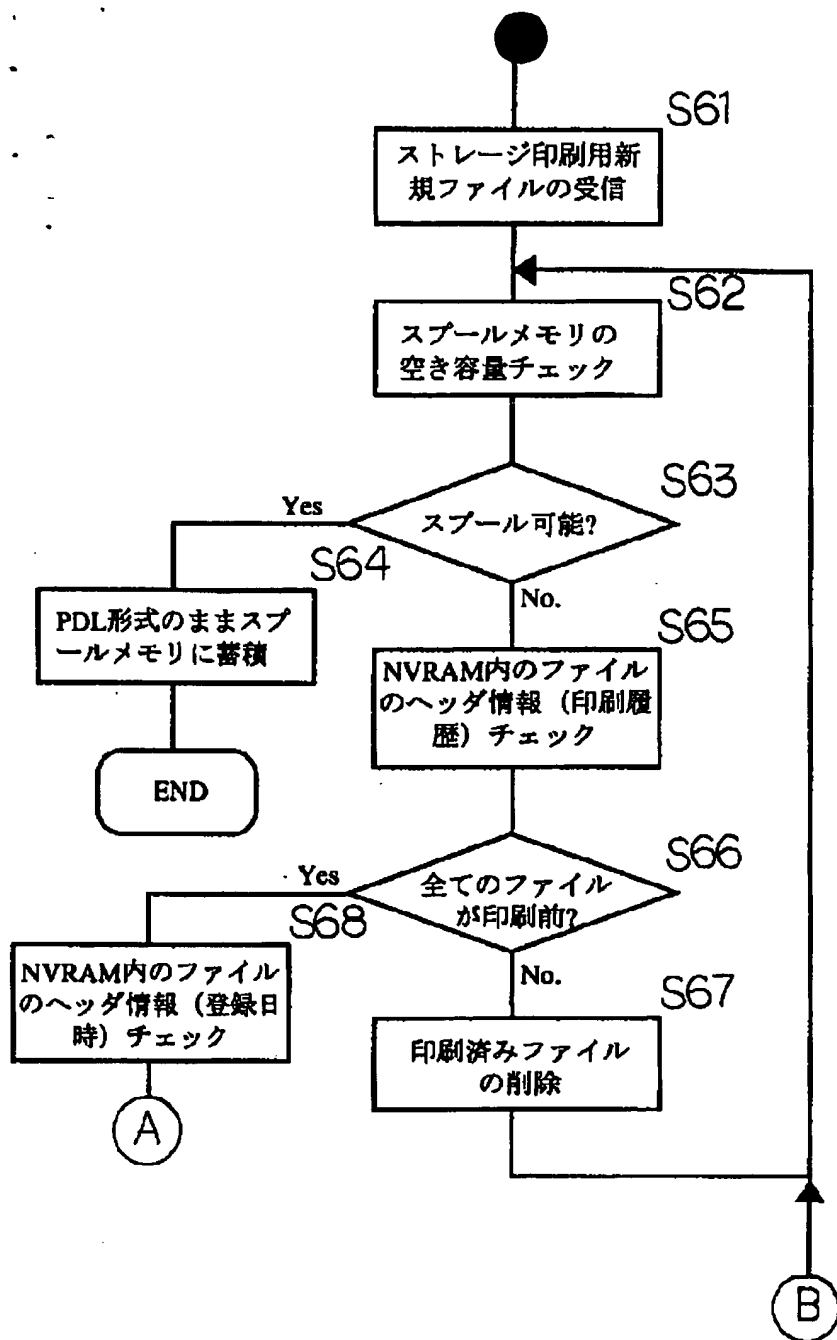 S61
ストレージ印刷用新
規ファイルの受信
S62
スプールメモリの
空き容量チェック
S63
スプール可能?
Yes
S64
PDL形式のままスプ
ールメモリに蓄積
END
No.
S65
NVRAM内のファイル
のヘッダ情報(印刷履
歴)チェック
S66
全てのファイル
が印刷前?
Yes
S68
NVRAM内のファイル
のヘッダ情報(登録日
時)チェック
A
No.
S67
印刷済みファイル
の削除
B